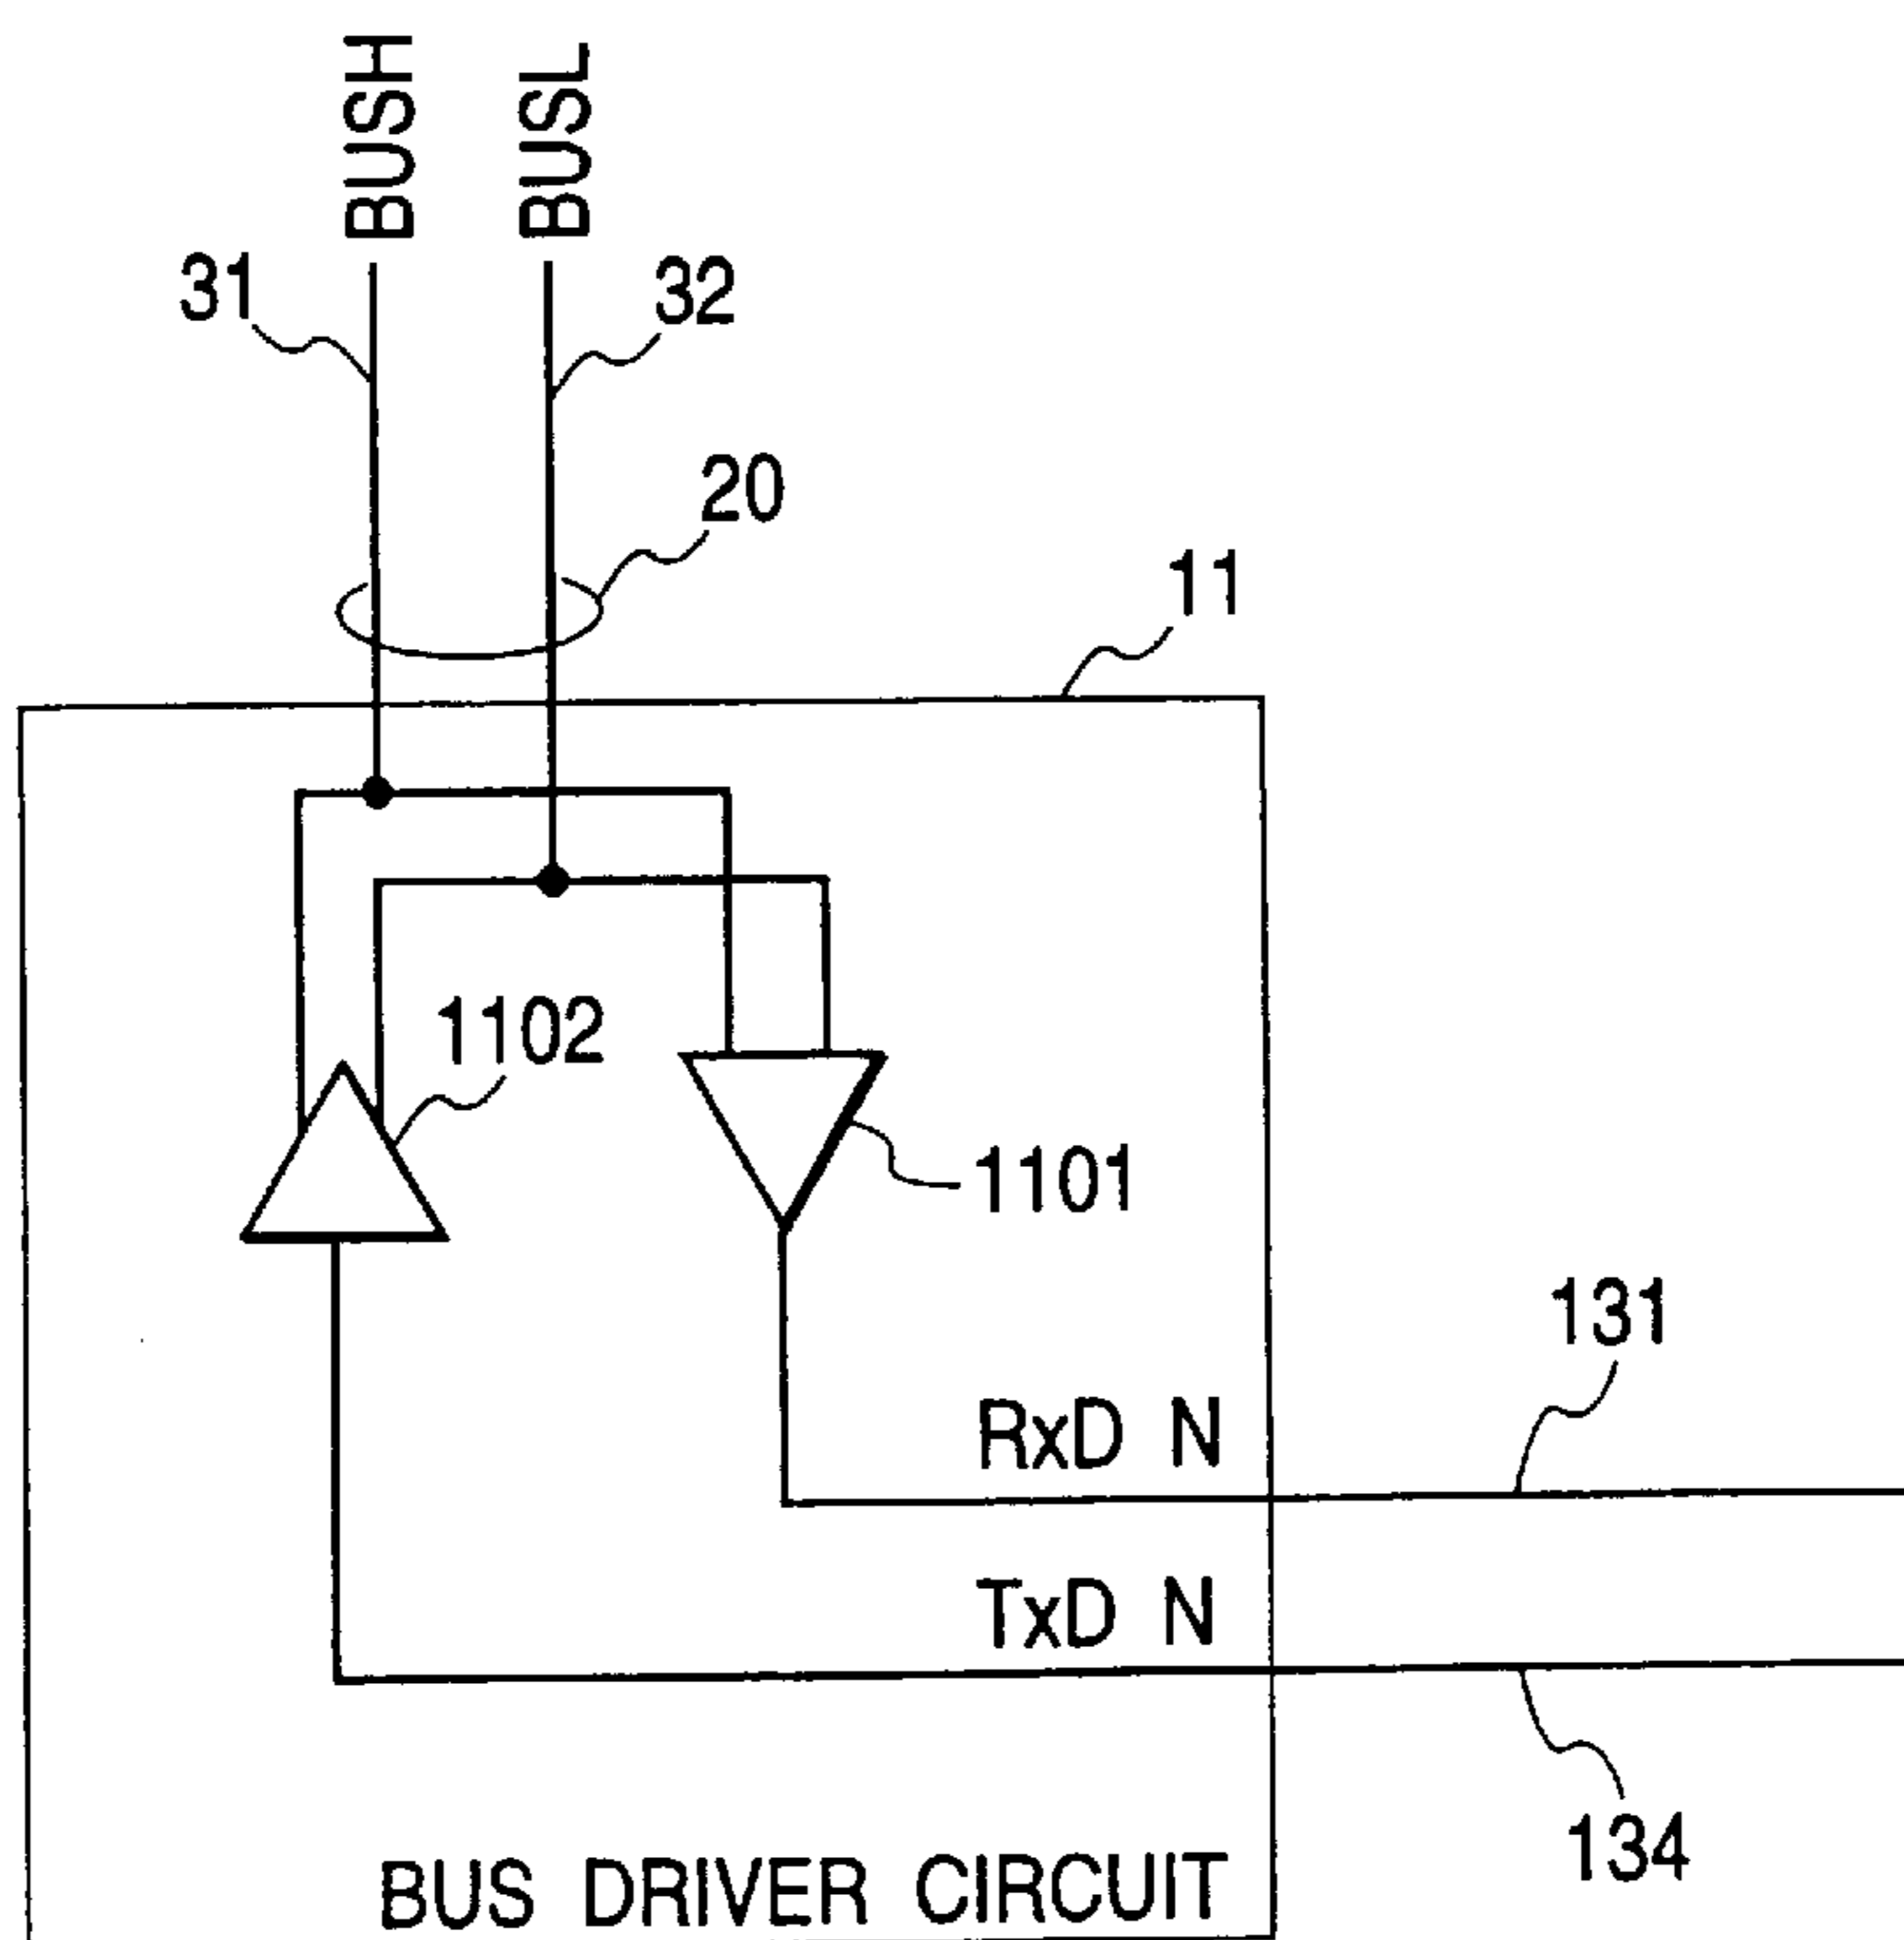 BUSH
BUSL
31
32
20
11
1102
1101
131
RxD N
TxD N
134
BUS DRIVER CIRCUIT